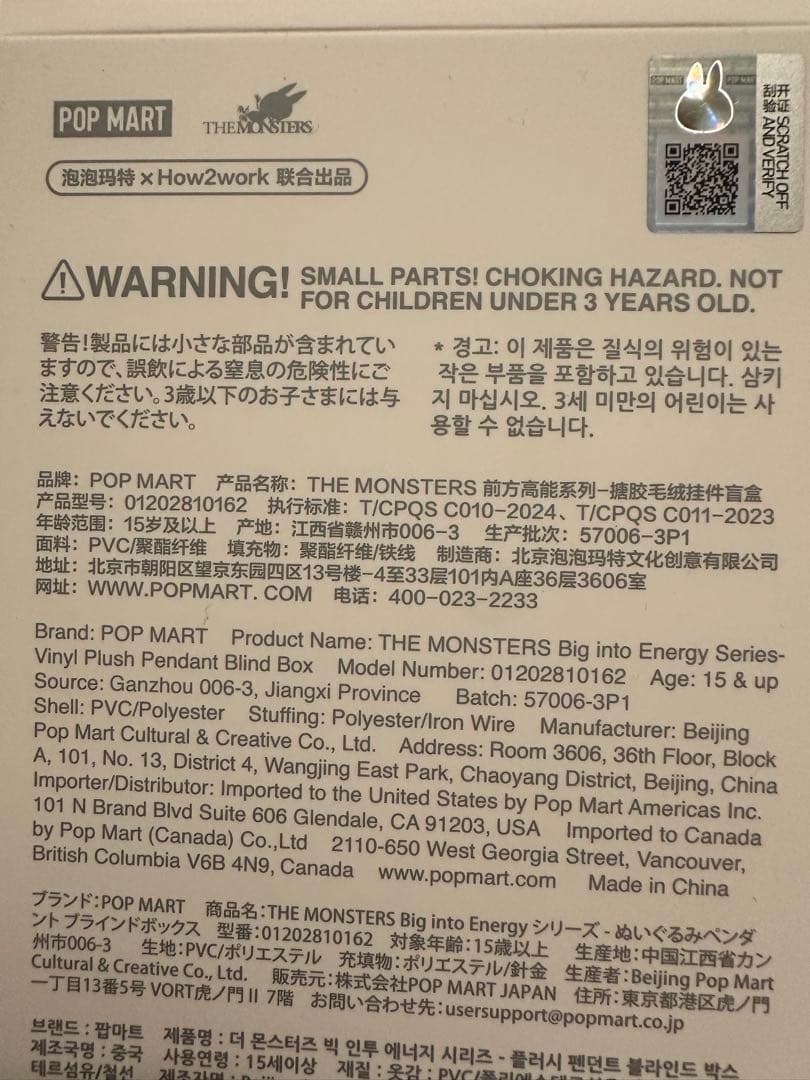 POP MART
THE MONSTERS
泡泡玛特 × How2work 联合出品
POP MART
POP MART
刮开
验证
SCRATCH OFF
AND VERIFY
WARNING! SMALL PARTS! CHOKING HAZARD. NOT
FOR CHILDREN UNDER 3 YEARS OLD.
警告!製品には小さな部品が含まれてい
ますので、誤飲による窒息の危険性にご
注意ください。3歳以下のお子さまには与
えないでください。
* 경고: 이 제품은 질식의 위험이 있는
작은 부품을 포함하고 있습니다. 삼키
지 마십시오. 3세 미만의 어린이는 사
용할 수 없습니다.
品牌: POP MART 产品名称: THE MONSTERS 前方高能系列-搪胶毛绒挂件盲盒
产品型号: 01202810162 执行标准: T/CPQS C010-2024、T/CPQS C011-2023
年龄范围: 15岁及以上 产地: 江西省赣州市006-3 生产批次: 57006-3P1
面料: PVC/聚酯纤维 填充物: 聚酯纤维/铁线 制造商: 北京泡泡玛特文化创意有限公司
地址: 北京市朝阳区望京东园四区13号楼-4至33层101内A座36层3606室
网址: WWW.POPMART. COM 电话: 400-023-2233
Brand: POP MART Product Name: THE MONSTERS Big into Energy Series-
Vinyl Plush Pendant Blind Box Model Number: 01202810162 Age: 15 & up
Source: Ganzhou 006-3, Jiangxi Province Batch: 57006-3P1
Shell: PVC/Polyester Stuffing: Polyester/Iron Wire Manufacturer: Beijing
Pop Mart Cultural & Creative Co., Ltd. Address: Room 3606, 36th Floor, Block
A, 101, No. 13, District 4, Wangjing East Park, Chaoyang District, Beijing, China
Importer/Distributor: Imported to the United States by Pop Mart Americas Inc.
101 N Brand Blvd Suite 606 Glendale, CA 91203, USA Imported to Canada
by Pop Mart (Canada) Co.,Ltd 2110-650 West Georgia Street, Vancouver,
British Columbia V6B 4N9, Canada www.popmart.com Made in China
ブランド:POP MART 商品名:THE MONSTERS Big into Energy シリーズ - ぬいぐるみペンダ
ント ブラインドボックス 型番:01202810162 対象年齢:15歳以上 生産地:中国江西省カン
州市006-3 生地:PVC/ポリエステル 充填物:ポリエステル/針金 生産者:Beijing Pop Mart
Cultural & Creative Co., Ltd. 販売元:株式会社POP MART JAPAN 住所:東京都港区虎ノ門
一丁目13番5号 VORT虎ノ門Ⅱ 7階 お問い合わせ先:usersupport@popmart.co.jp
브랜드 : 팝마트 제품명 : 더 몬스터즈 빅 인투 에너지 시리즈 - 플러시 펜던트 블라인드 박스
제조국명 : 중국 사용연령 : 15세이상 재질 : 옷감 : PVC/폴리에스테르
테르섬유/철선